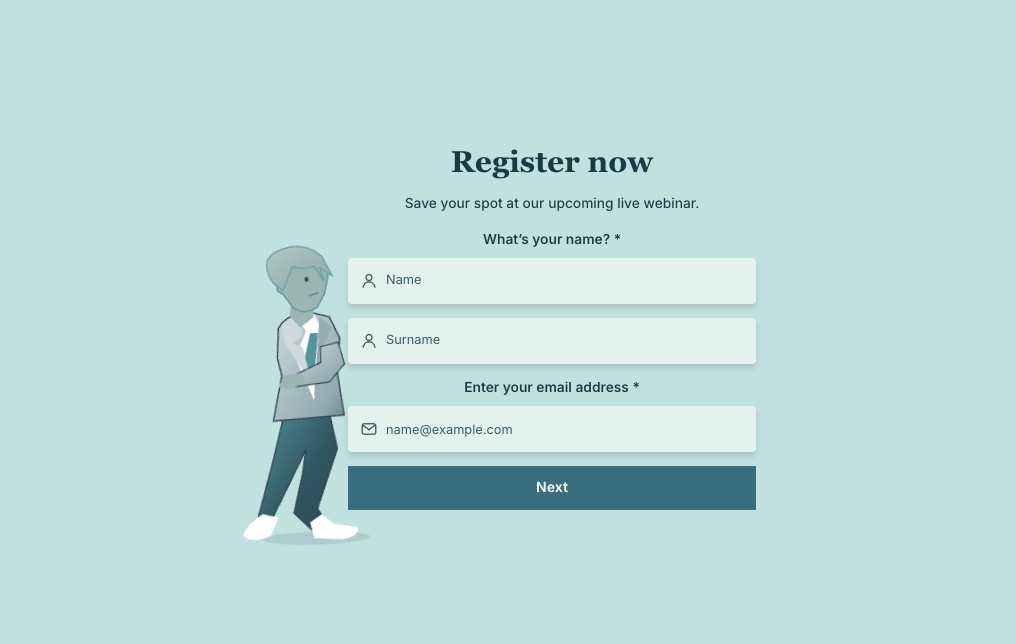 Register now
Save your spot at our upcoming live webinar.
What’s your name? *
Name
Surname
Enter your email address *
name@example.com
Next